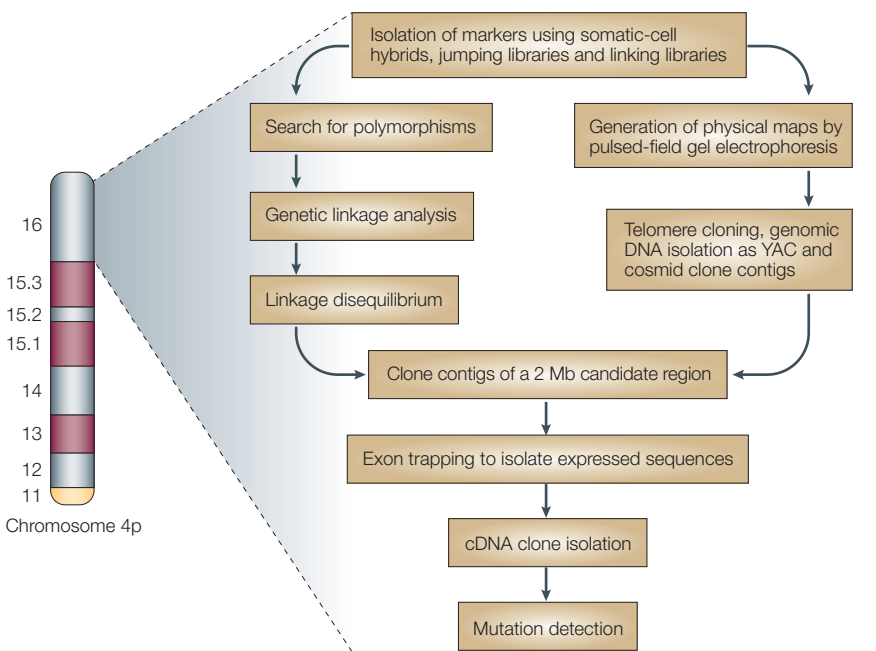 Isolation of markers using somatic-cell
hybrids, jumping libraries and linking libraries
Search for polymorphisms
Generation of physical maps by
pulsed-field gel electrophoresis
Genetic linkage analysis
Telomere cloning, genomic
DNA isolation as YAC and
cosmid clone contigs
Linkage disequilibrium
Clone contigs of a 2 Mb candidate region
Exon trapping to isolate expressed sequences
cDNA clone isolation
Mutation detection
16
15.3
15.2
15.1
14
13
12
11
Chromosome 4p